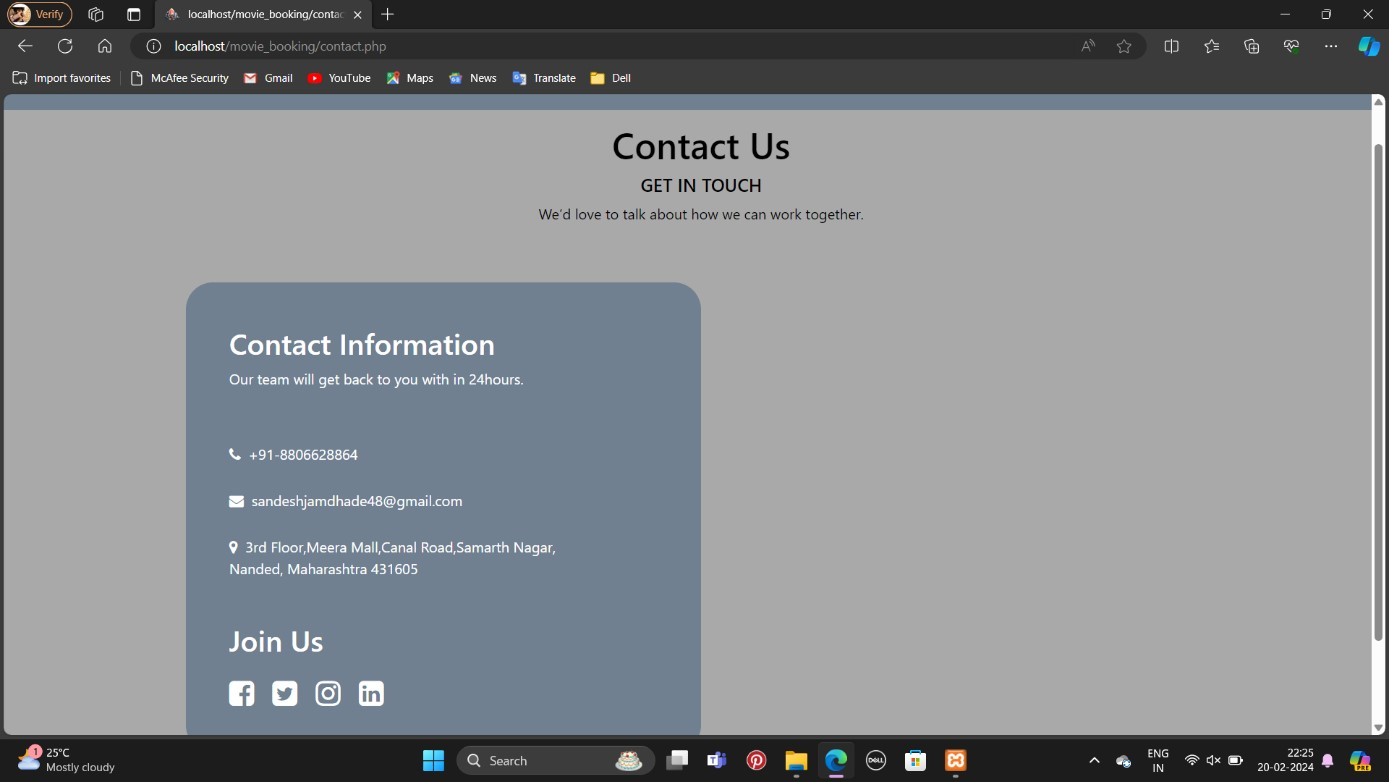 Verify
localhost/movie_booking/contac
localhost/movie_booking/contact.php
Import favorites
McAfee Security
Gmail
YouTube
Maps
News
Translate
Dell
Contact Us
GET IN TOUCH
We'd love to talk about how we can work together.
Contact Information
Our team will get back to you with in 24hours.
+91-8806628864
sandeshjamdhade48@gmail.com
3rd Floor,Meera Mall,Canal Road,Samarth Nagar,
Nanded, Maharashtra 431605
Join Us
1
25°C
Mostly cloudy
Search
DELL
ENG
IN
22:25
20-02-2024
PRE